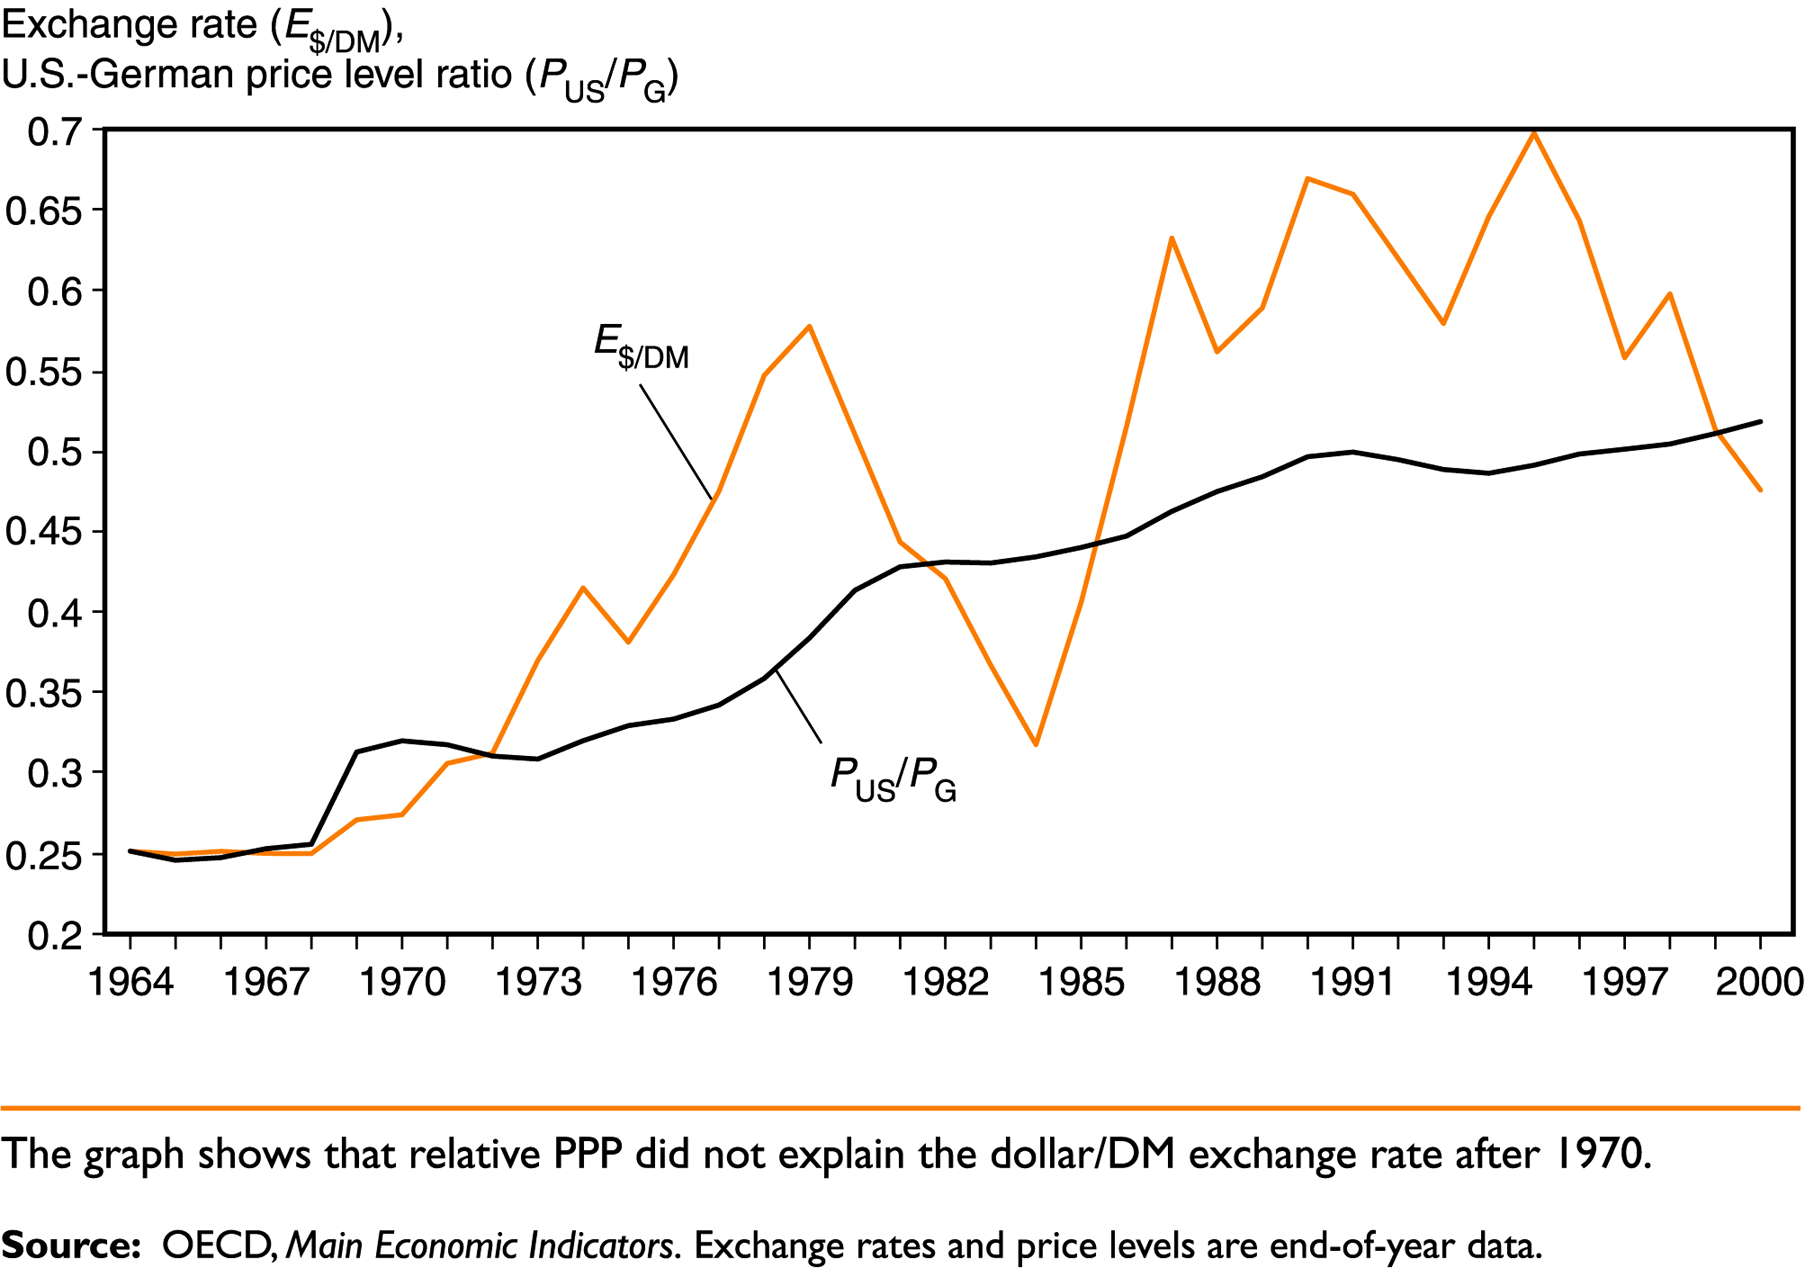 Exchange rate (E$/DM),
U.S.-German price level ratio (PUS/PG)
0.7
0.65
0.6
0.55
0.5
0.45
0.4
0.35
0.3
0.25
0.2
E$/DM
PUS/PG
1964 1967 1970 1973 1976 1979 1982 1985 1988 1991 1994 1997 2000
The graph shows that relative PPP did not explain the dollar/DM exchange rate after 1970.
Source: OECD, Main Economic Indicators. Exchange rates and price levels are end-of-year data.